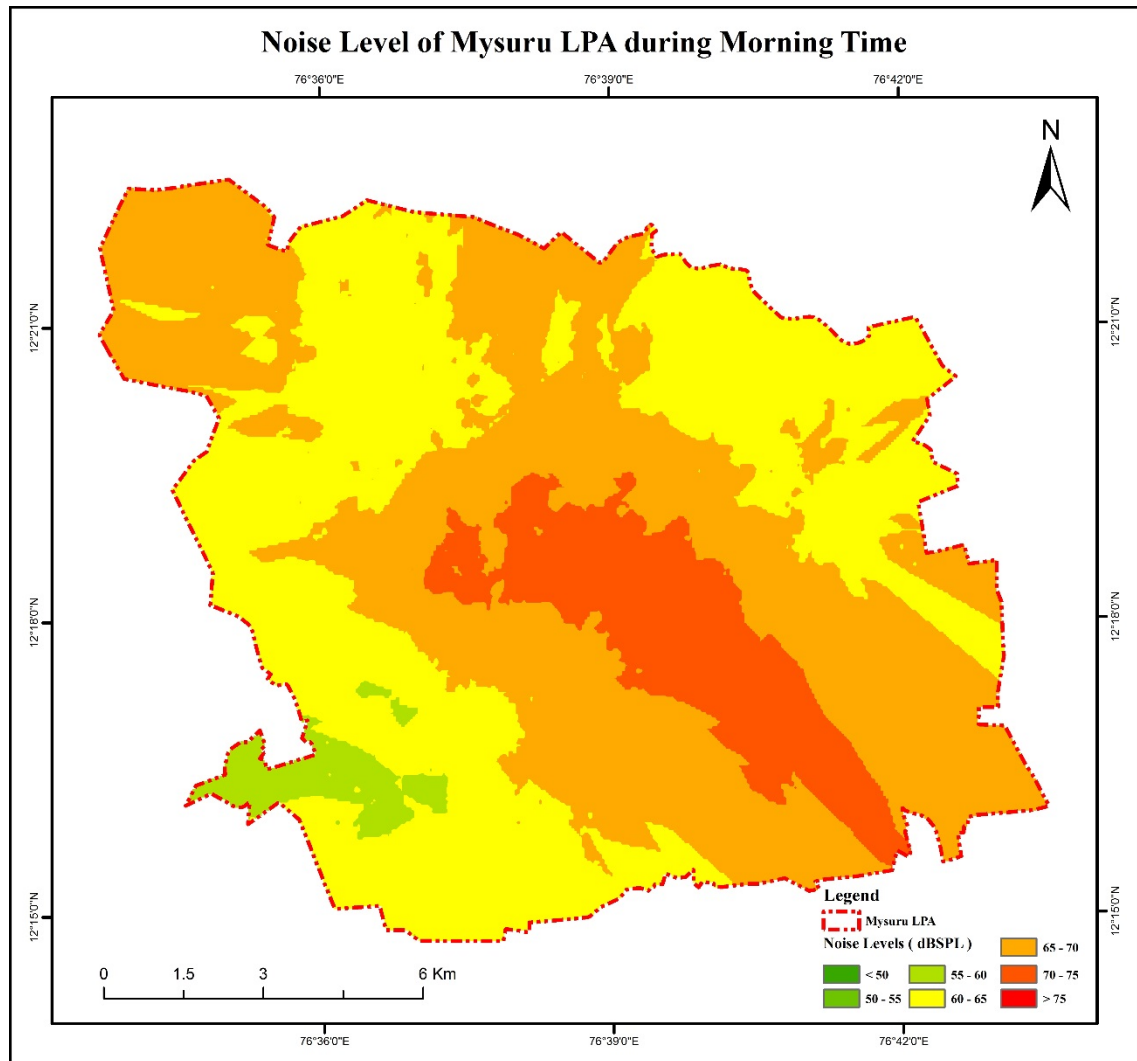 Noise Level of Mysuru LPA during Morning Time
76°36'0"E 76°39'0"E 76°42'0"E
N
12°21'0"N 12°21'0"N
12°18'0"N 12°18'0"N
12°15'0"N 12°15'0"N
Legend
Mysuru LPA
Noise Levels ( dBSPL )
65 - 70
< 50 55 - 60 70 - 75
50 - 55 60 - 65 > 75
0 1.5 3 6 Km
76°36'0"E 76°39'0"E 76°42'0"E